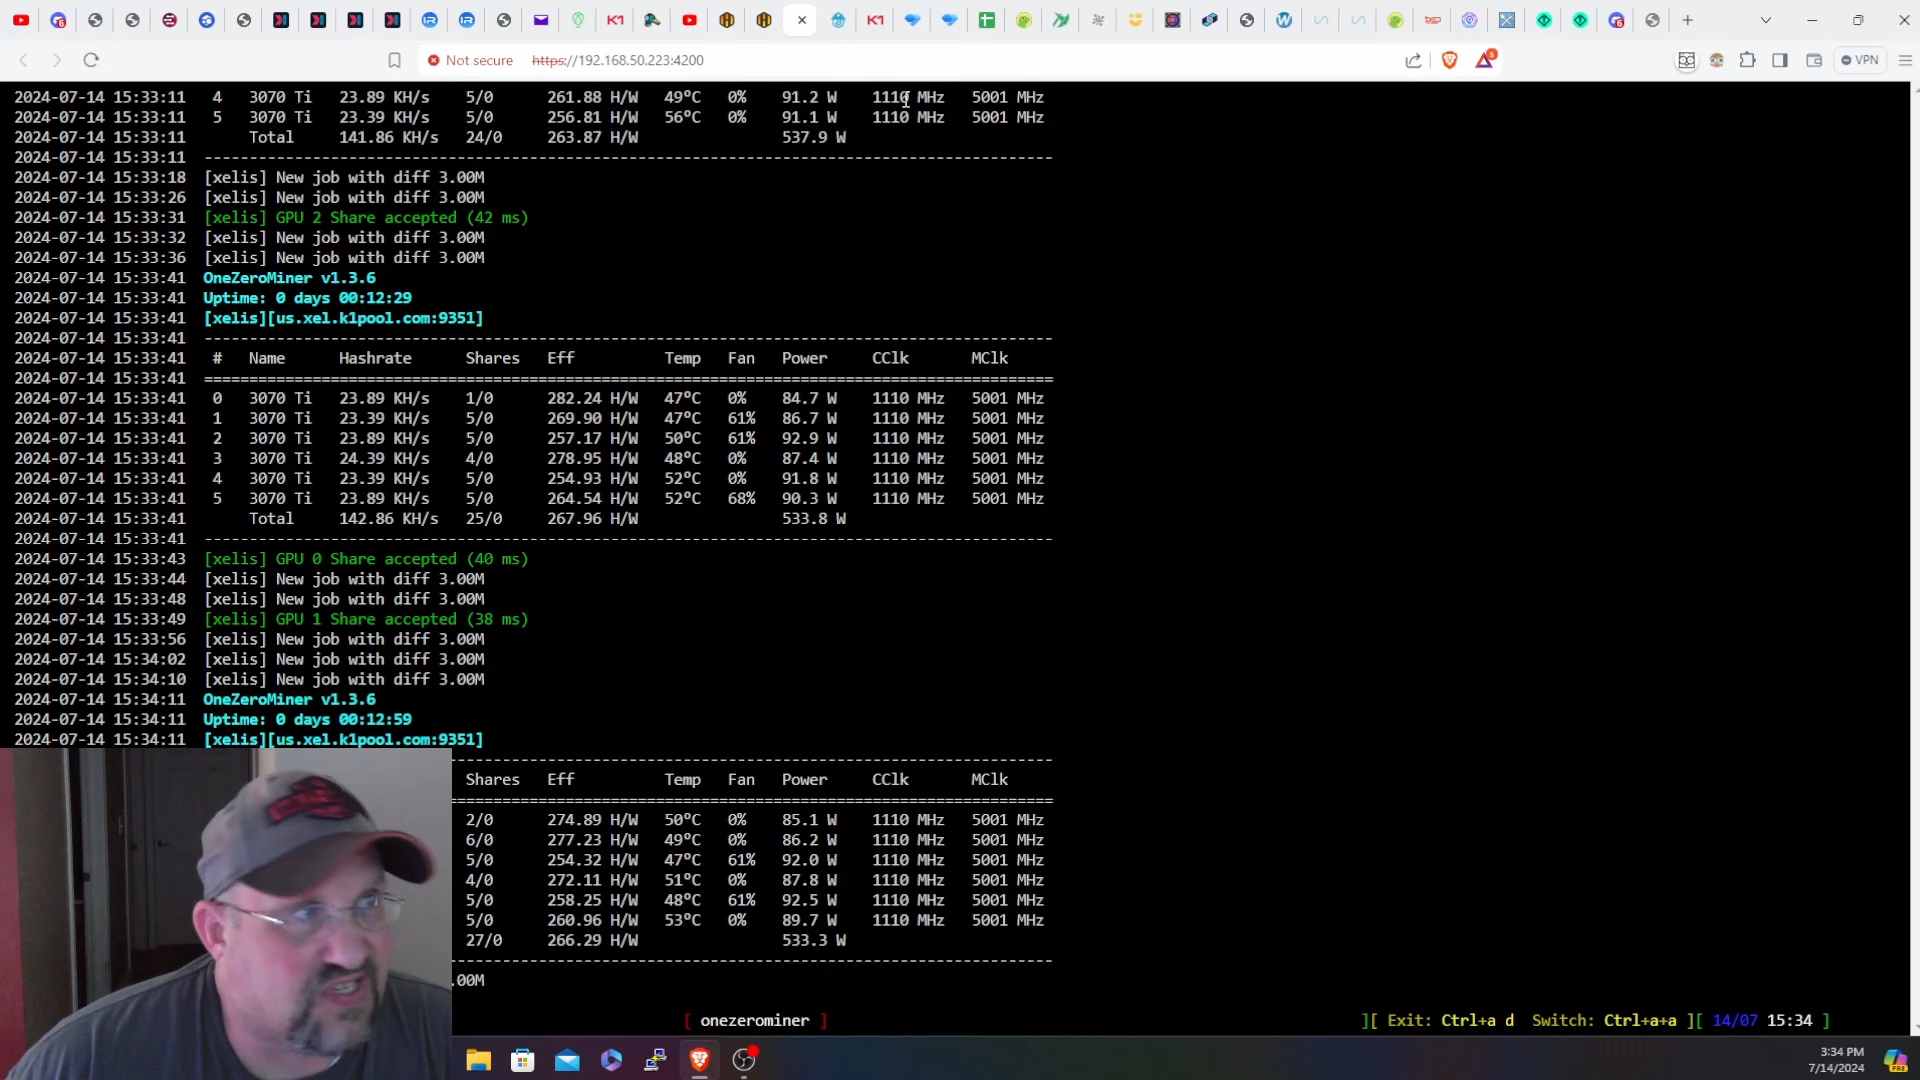 Not secure https://192.168.50.223:4200 VPN
2024-07-14 15:33:11 4 3070 Ti 23.89 KH/s 5/0 261.88 H/W 49ºC 0% 91.2 W 1110 MHz 5001 MHz
2024-07-14 15:33:11 5 3070 Ti 23.39 KH/s 5/0 256.81 H/W 56ºC 0% 91.1 W 1110 MHz 5001 MHz
2024-07-14 15:33:11 Total 141.86 KH/s 24/0 263.87 H/W 537.9 W
2024-07-14 15:33:11 ----------------------------------------------------------------------------------------------
2024-07-14 15:33:18 [xelis] New job with diff 3.00M
2024-07-14 15:33:26 [xelis] New job with diff 3.00M
2024-07-14 15:33:31 [xelis] GPU 2 Share accepted (42 ms)
2024-07-14 15:33:32 [xelis] New job with diff 3.00M
2024-07-14 15:33:36 [xelis] New job with diff 3.00M
2024-07-14 15:33:41 OneZeroMiner v1.3.6
2024-07-14 15:33:41 Uptime: 0 days 00:12:29
2024-07-14 15:33:41 [xelis][us.xel.k1pool.com:9351]
2024-07-14 15:33:41 ----------------------------------------------------------------------------------------------
2024-07-14 15:33:41 # Name Hashrate Shares Eff Temp Fan Power CClk MClk
2024-07-14 15:33:41 ==============================================================================================
2024-07-14 15:33:41 0 3070 Ti 23.89 KH/s 1/0 282.24 H/W 47ºC 0% 84.7 W 1110 MHz 5001 MHz
2024-07-14 15:33:41 1 3070 Ti 23.39 KH/s 5/0 269.90 H/W 47ºC 61% 86.7 W 1110 MHz 5001 MHz
2024-07-14 15:33:41 2 3070 Ti 23.89 KH/s 5/0 257.17 H/W 50ºC 61% 92.9 W 1110 MHz 5001 MHz
2024-07-14 15:33:41 3 3070 Ti 24.39 KH/s 4/0 278.95 H/W 48ºC 0% 87.4 W 1110 MHz 5001 MHz
2024-07-14 15:33:41 4 3070 Ti 23.39 KH/s 5/0 254.93 H/W 52ºC 0% 91.8 W 1110 MHz 5001 MHz
2024-07-14 15:33:41 5 3070 Ti 23.89 KH/s 5/0 264.54 H/W 52ºC 68% 90.3 W 1110 MHz 5001 MHz
2024-07-14 15:33:41 Total 142.86 KH/s 25/0 267.96 H/W 533.8 W
2024-07-14 15:33:41 ----------------------------------------------------------------------------------------------
2024-07-14 15:33:43 [xelis] GPU 0 Share accepted (40 ms)
2024-07-14 15:33:44 [xelis] New job with diff 3.00M
2024-07-14 15:33:48 [xelis] New job with diff 3.00M
2024-07-14 15:33:49 [xelis] GPU 1 Share accepted (38 ms)
2024-07-14 15:33:56 [xelis] New job with diff 3.00M
2024-07-14 15:34:02 [xelis] New job with diff 3.00M
2024-07-14 15:34:10 [xelis] New job with diff 3.00M
2024-07-14 15:34:11 OneZeroMiner v1.3.6
2024-07-14 15:34:11 Uptime: 0 days 00:12:59
2024-07-14 15:34:11 [xelis][us.xel.k1pool.com:9351]
Shares Eff Temp Fan Power CClk MClk
2/0 274.89 H/W 50ºC 0% 85.1 W 1110 MHz 5001 MHz
6/0 277.23 H/W 49ºC 0% 86.2 W 1110 MHz 5001 MHz
5/0 254.32 H/W 47ºC 61% 92.0 W 1110 MHz 5001 MHz
4/0 272.11 H/W 51ºC 0% 87.8 W 1110 MHz 5001 MHz
5/0 258.25 H/W 48ºC 61% 92.5 W 1110 MHz 5001 MHz
5/0 260.96 H/W 53ºC 0% 89.7 W 1110 MHz 5001 MHz
27/0 266.29 H/W 533.3 W
.00M
[ onezerominer ] ][ Exit: Ctrl+a d Switch: Ctrl+a+a ][ 14/07 15:34 ]
3:34 PM
7/14/2024